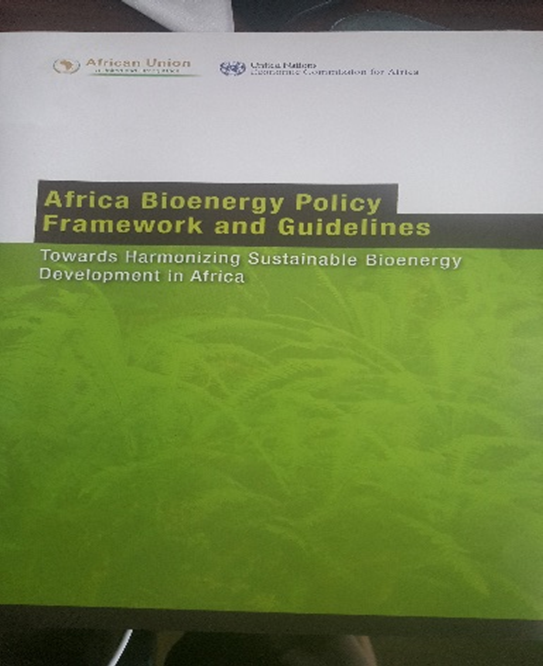 African Union
United Nations
Economic Commission for Africa
Africa Bioenergy Policy
Framework and Guidelines
Towards Harmonizing Sustainable Bioenergy
Development in Africa